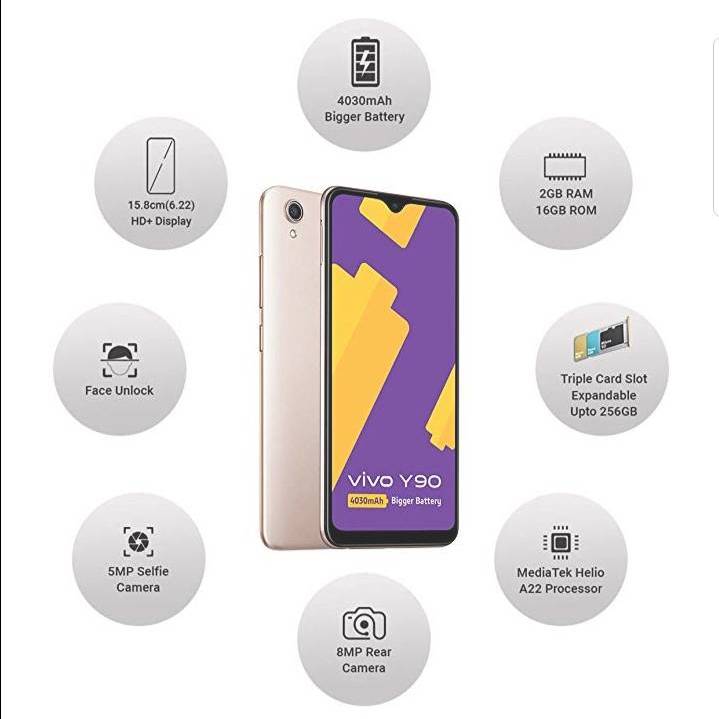 4030mAh
Bigger Battery
15.8cm(6.22)
HD+ Display
2GB RAM
16GB ROM
Face Unlock
Triple Card Slot
Expandable
Upto 256GB
vivo Y90
4030mAh Bigger Battery
5MP Selfie
Camera
MediaTek Helio
A22 Processor
8MP Rear
Camera